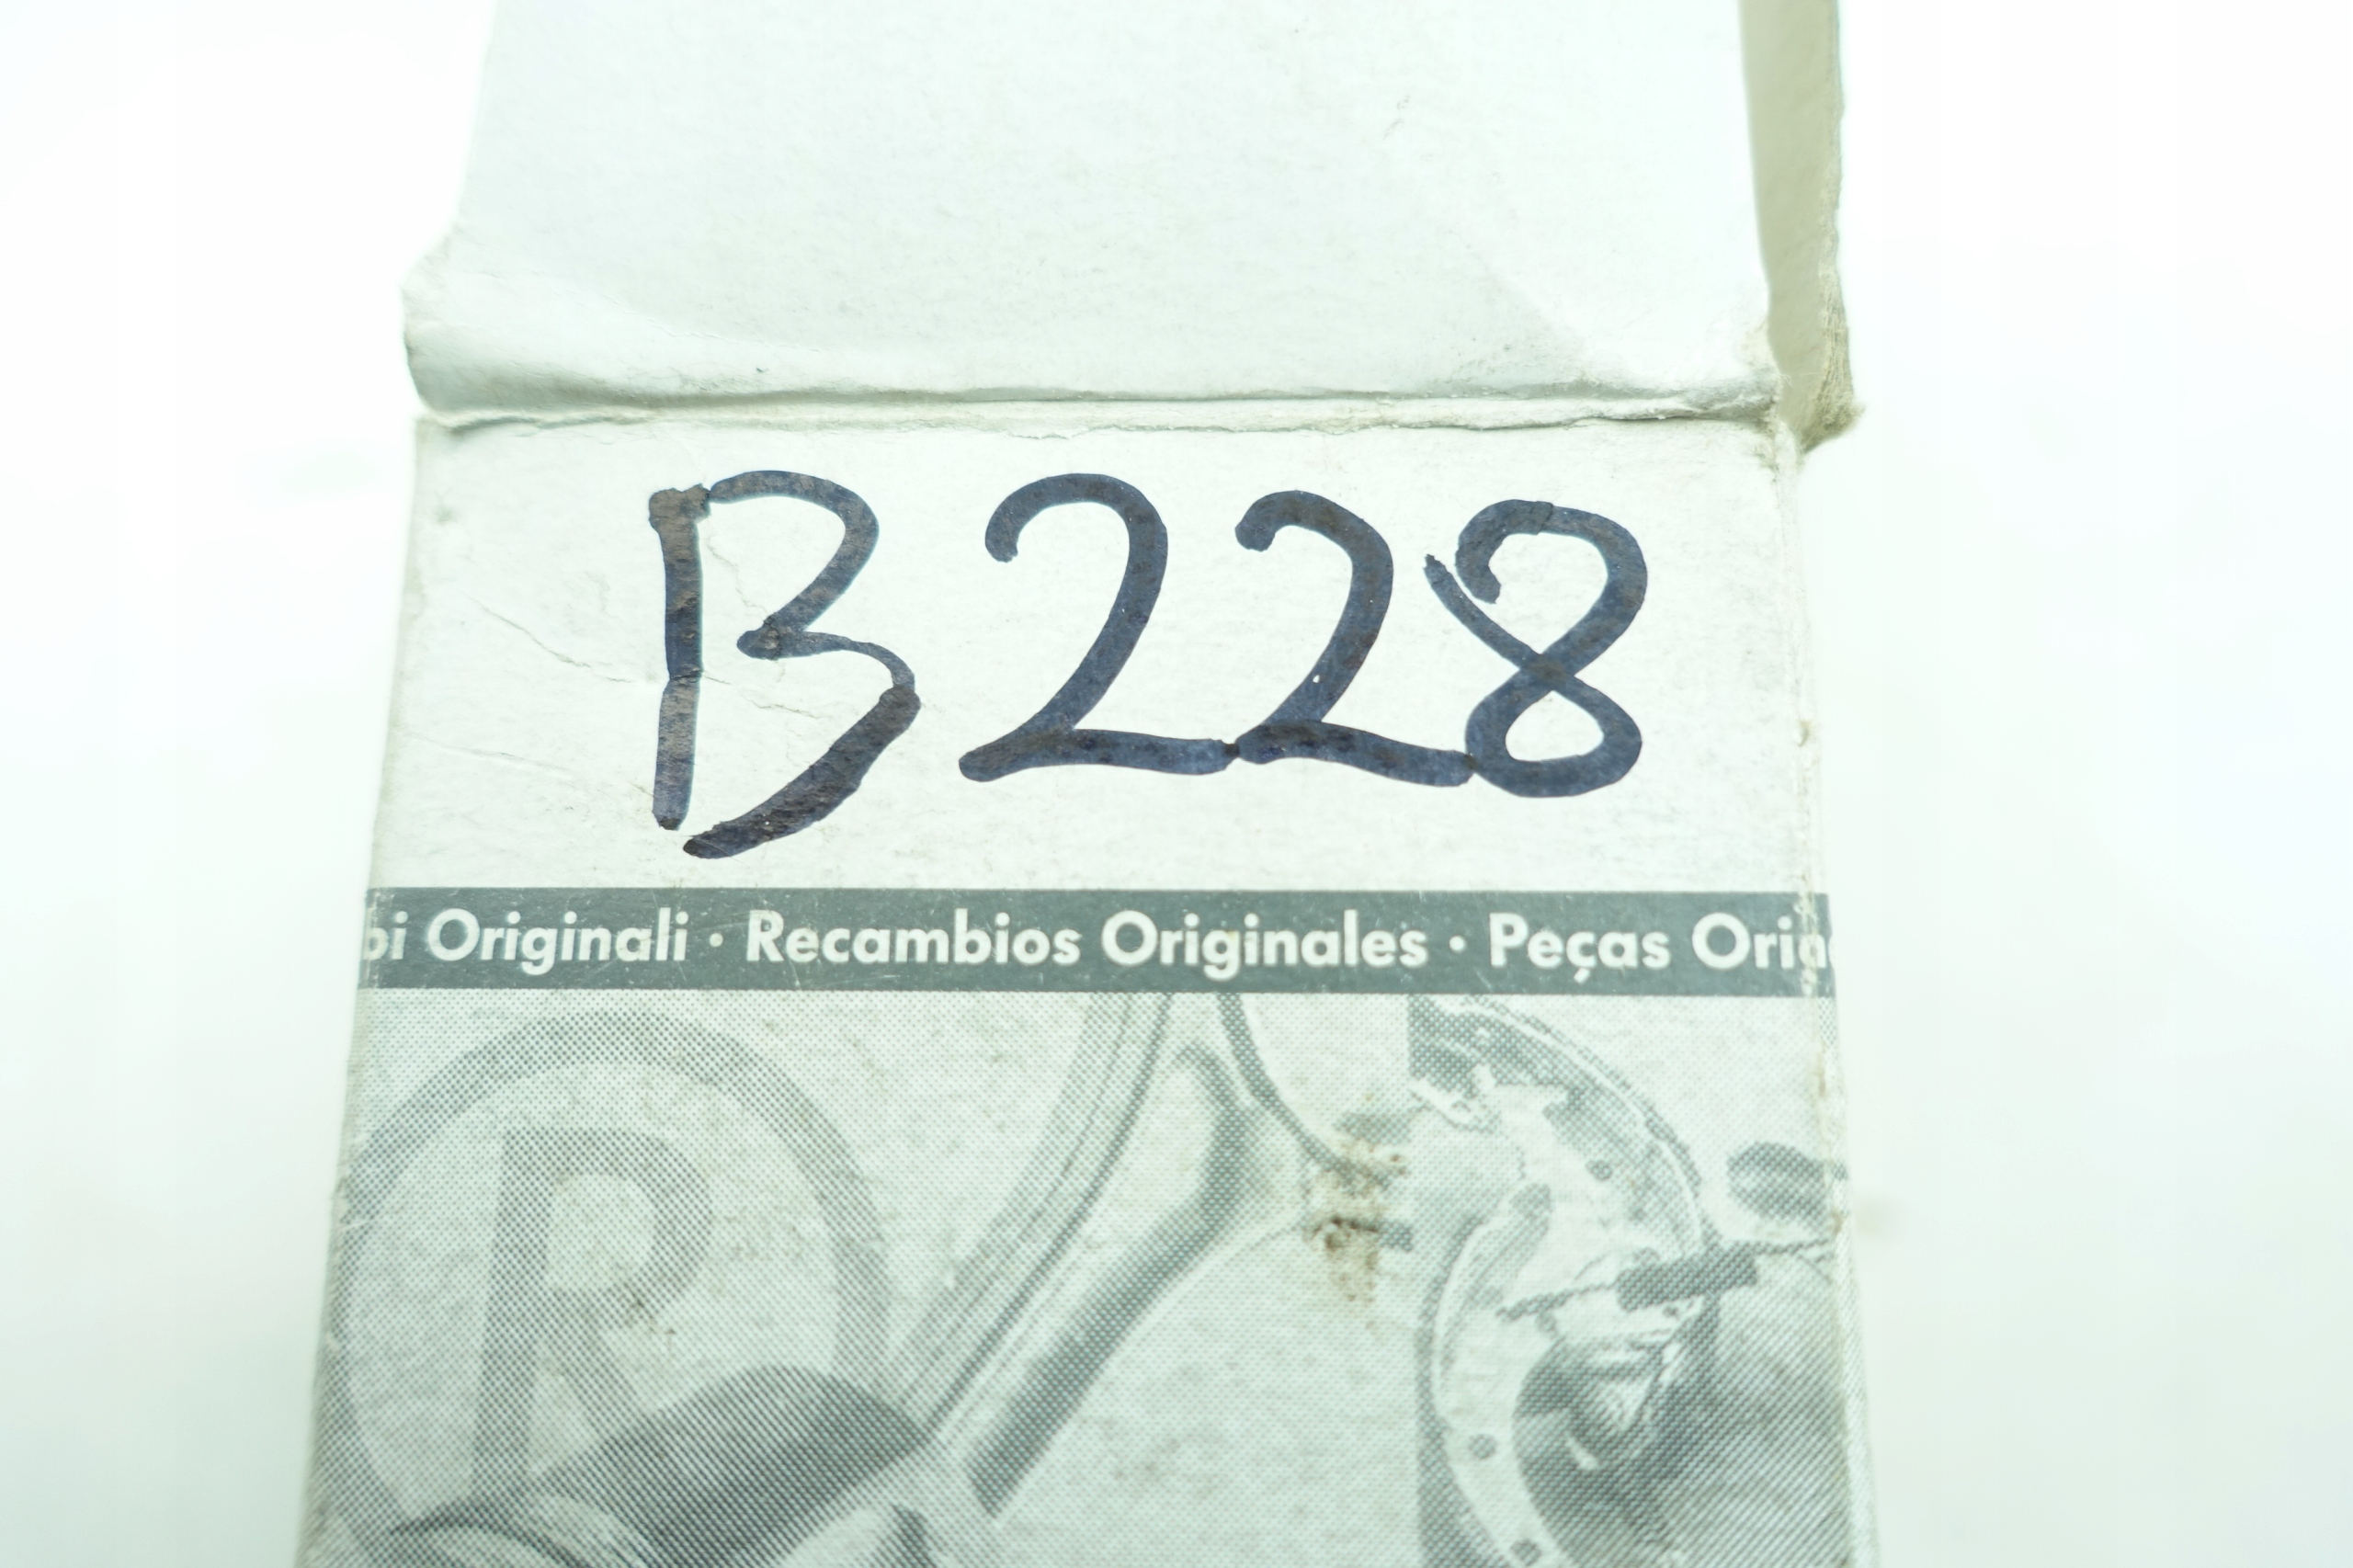 B228
bi Originali · Recambios Originales · Peças Orig
R